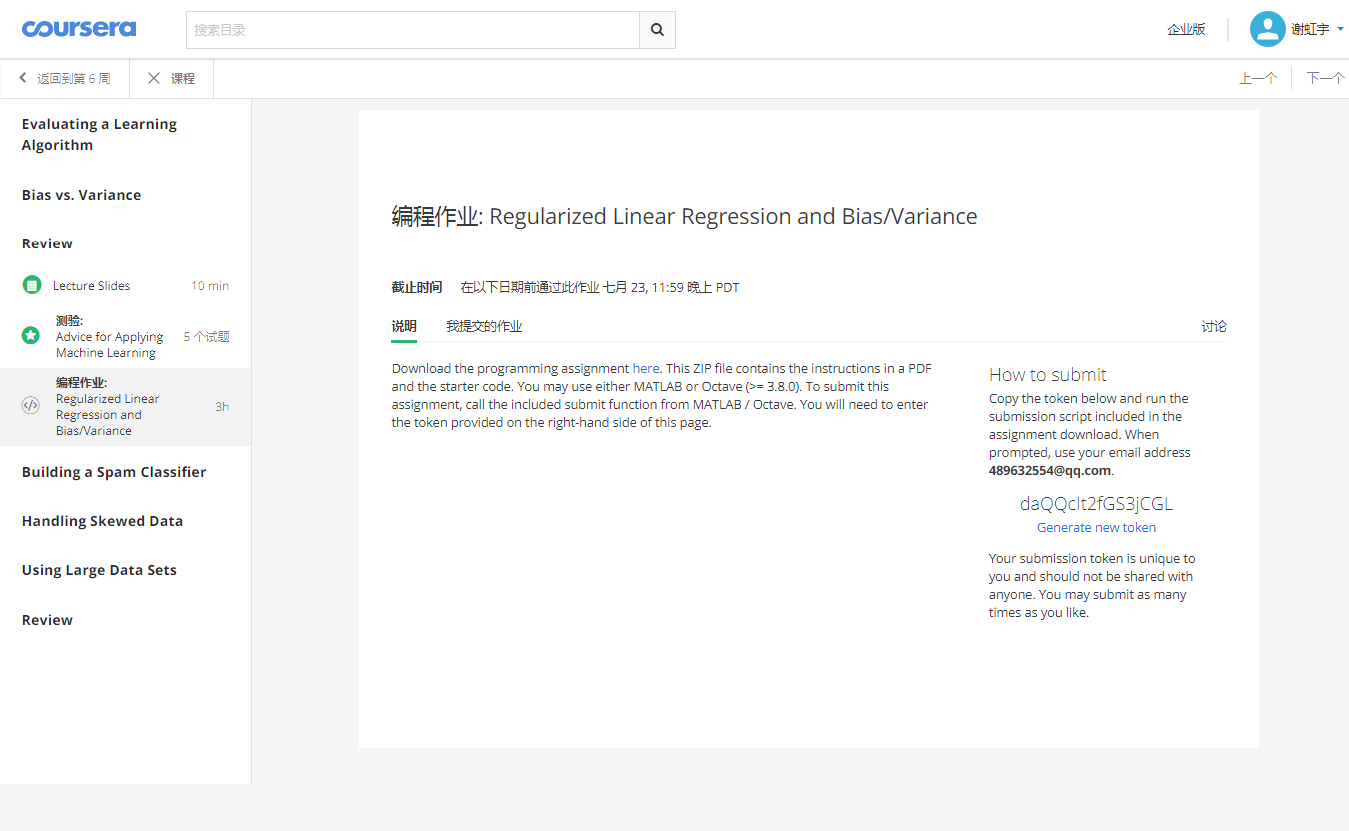 coursera
搜索目录
企业版
谢虹宇
返回到第 6 周
课程
上一个
下一个
Evaluating a Learning
Algorithm
Bias vs. Variance
Review
Lecture Slides
10 min
测验:
Advice for Applying
Machine Learning
5 个试题
编程作业:
Regularized Linear
Regression and
Bias/Variance
3h
Building a Spam Classifier
Handling Skewed Data
Using Large Data Sets
Review
编程作业: Regularized Linear Regression and Bias/Variance
截止时间 在以下日期前通过此作业 七月 23, 11:59 晚上 PDT
说明 我提交的作业 讨论
Download the programming assignment here. This ZIP file contains the instructions in a PDF
and the starter code. You may use either MATLAB or Octave (>= 3.8.0). To submit this
assignment, call the included submit function from MATLAB / Octave. You will need to enter
the token provided on the right-hand side of this page.
How to submit
Copy the token below and run the
submission script included in the
assignment download. When
prompted, use your email address
489632554@qq.com.
daQQcIt2fGS3jCGL
Generate new token
Your submission token is unique to
you and should not be shared with
anyone. You may submit as many
times as you like.